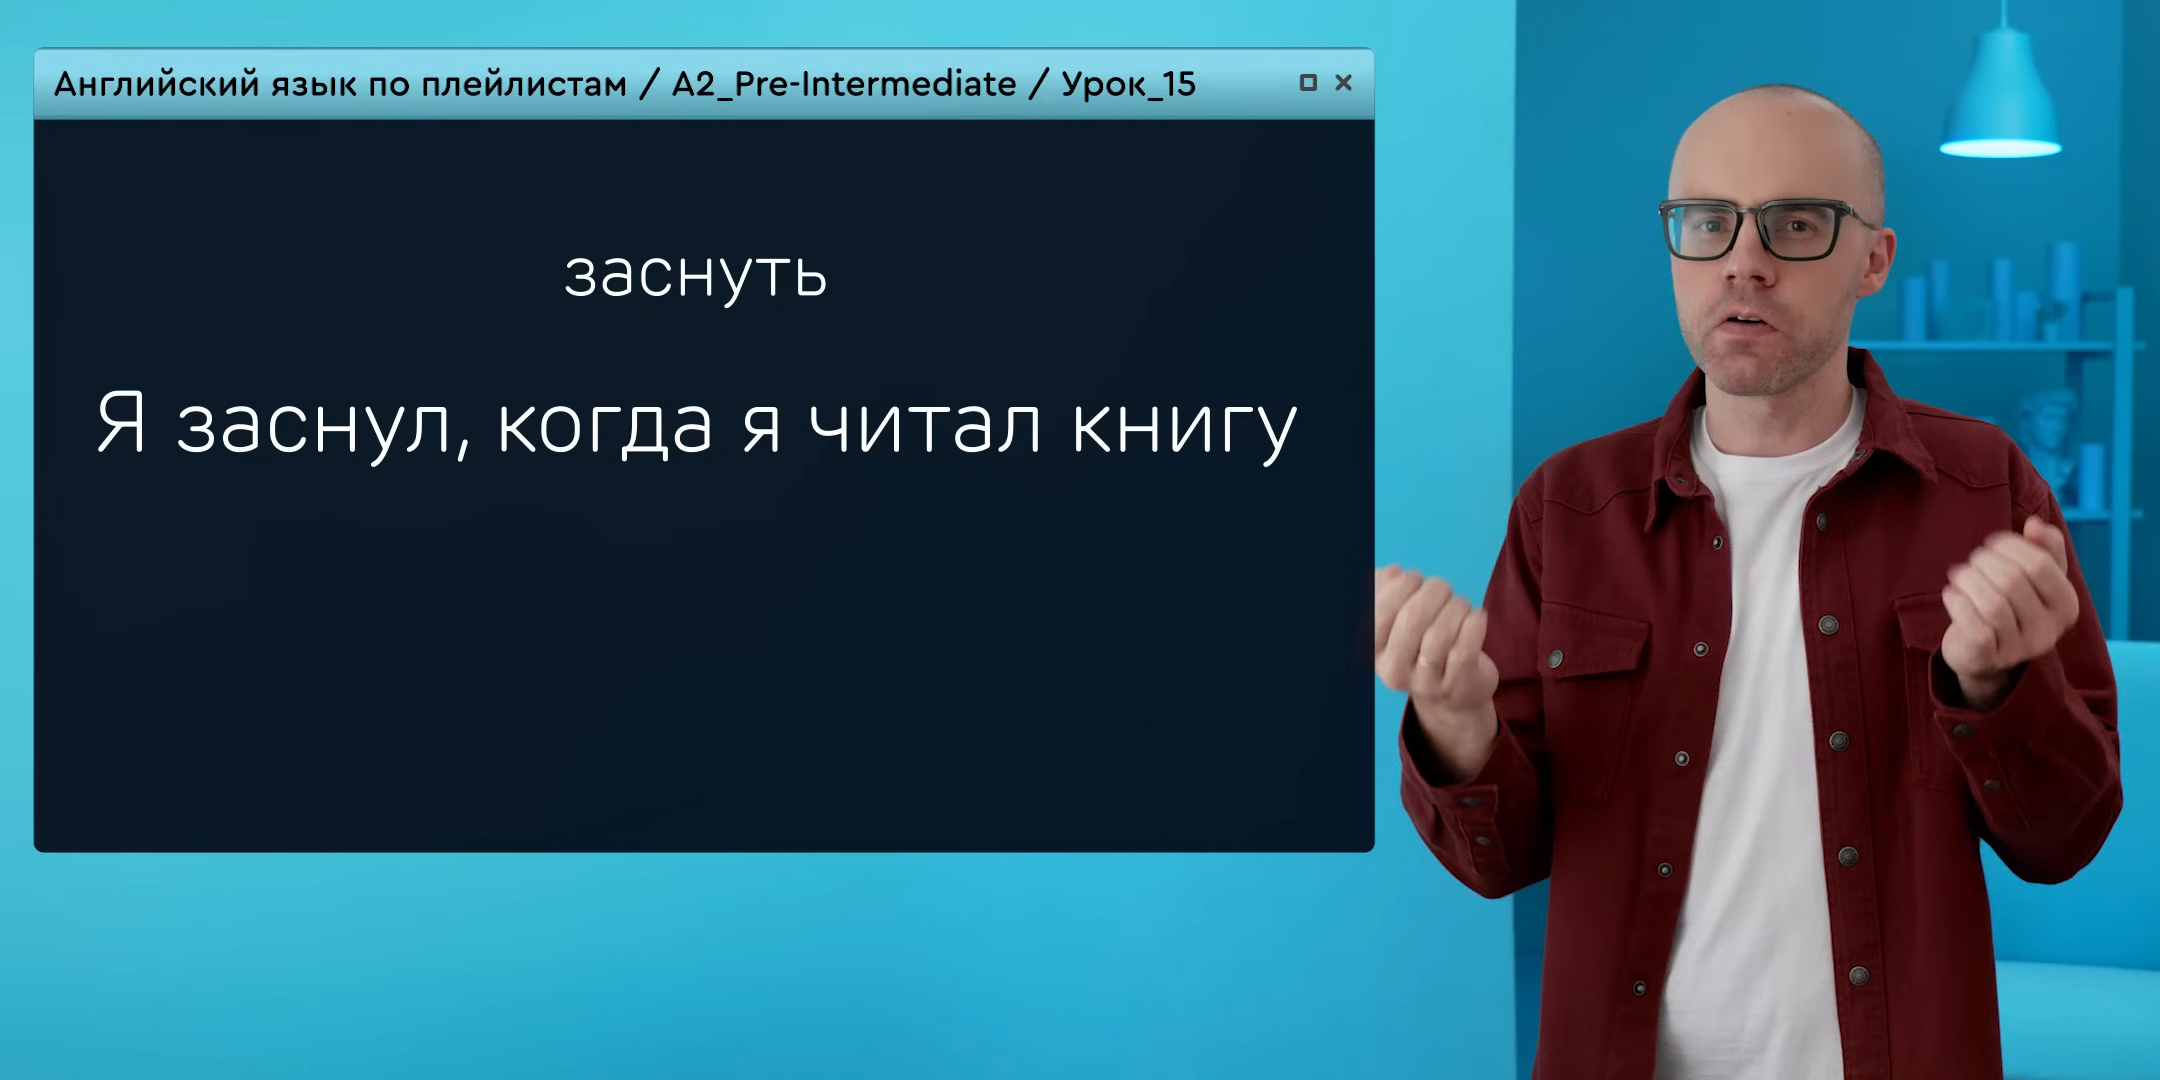 Английский язык по плейлистам / A2_Pre-Intermediate / Урок_15
заснуть
Я заснул, когда я читал книгу